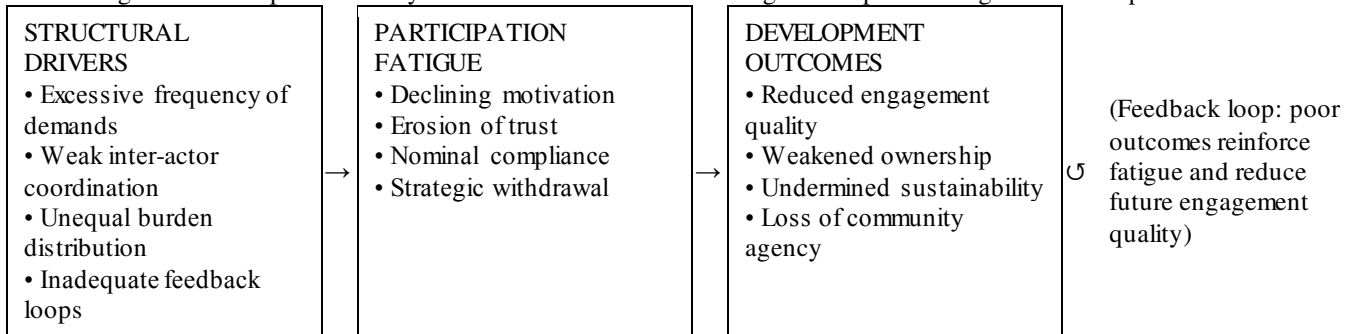 STRUCTURAL
DRIVERS
• Excessive frequency of
demands
• Weak inter-actor
coordination
• Unequal burden
distribution
• Inadequate feedback
loops
→
PARTICIPATION
FATIGUE
• Declining motivation
• Erosion of trust
• Nominal compliance
• Strategic withdrawal
→
DEVELOPMENT
OUTCOMES
• Reduced engagement
quality
• Weakened ownership
• Undermined sustainability
• Loss of community
agency
↺
(Feedback loop: poor
outcomes reinforce
fatigue and reduce
future engagement
quality)